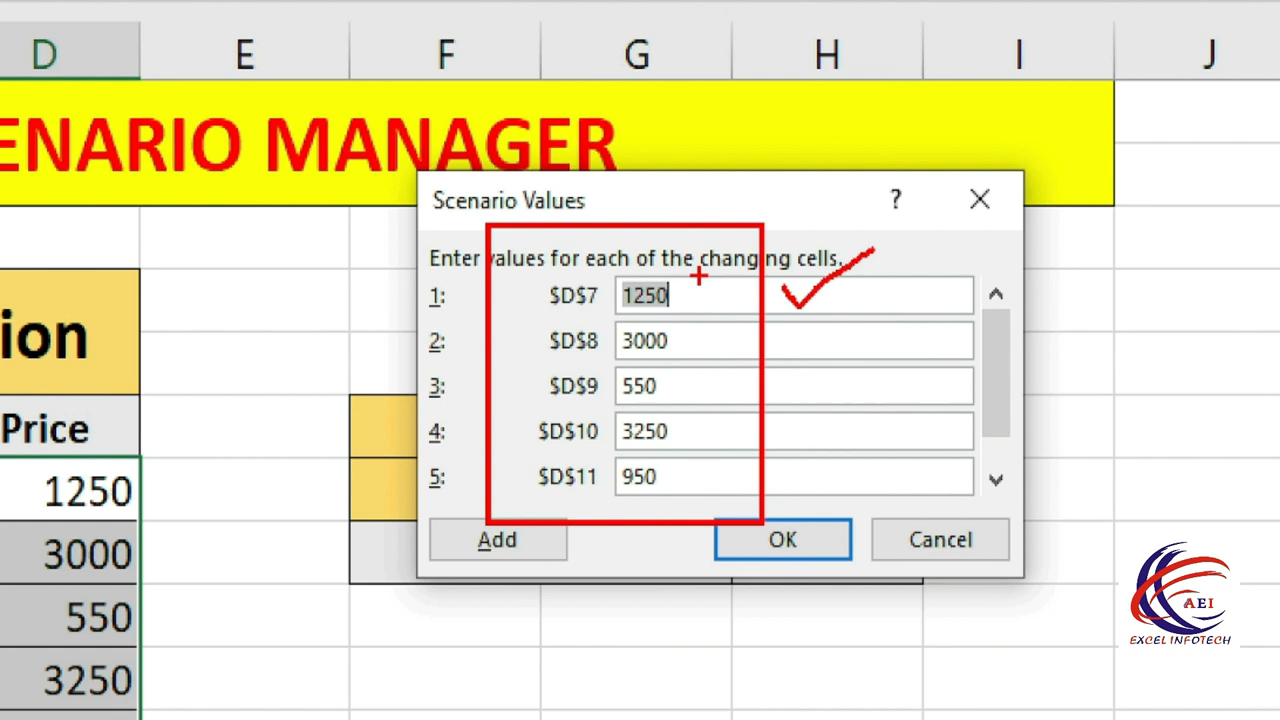 D E F G H I J
ENARIO MANAGER
Scenario Values ?
Enter values for each of the changing cells.
1: $D$7 1250
2: $D$8 3000
3: $D$9 550
4: $D$10 3250
5: $D$11 950
Add OK Cancel
ion
Price
1250
3000
550
3250
AEI
EXCEL INFOTECH